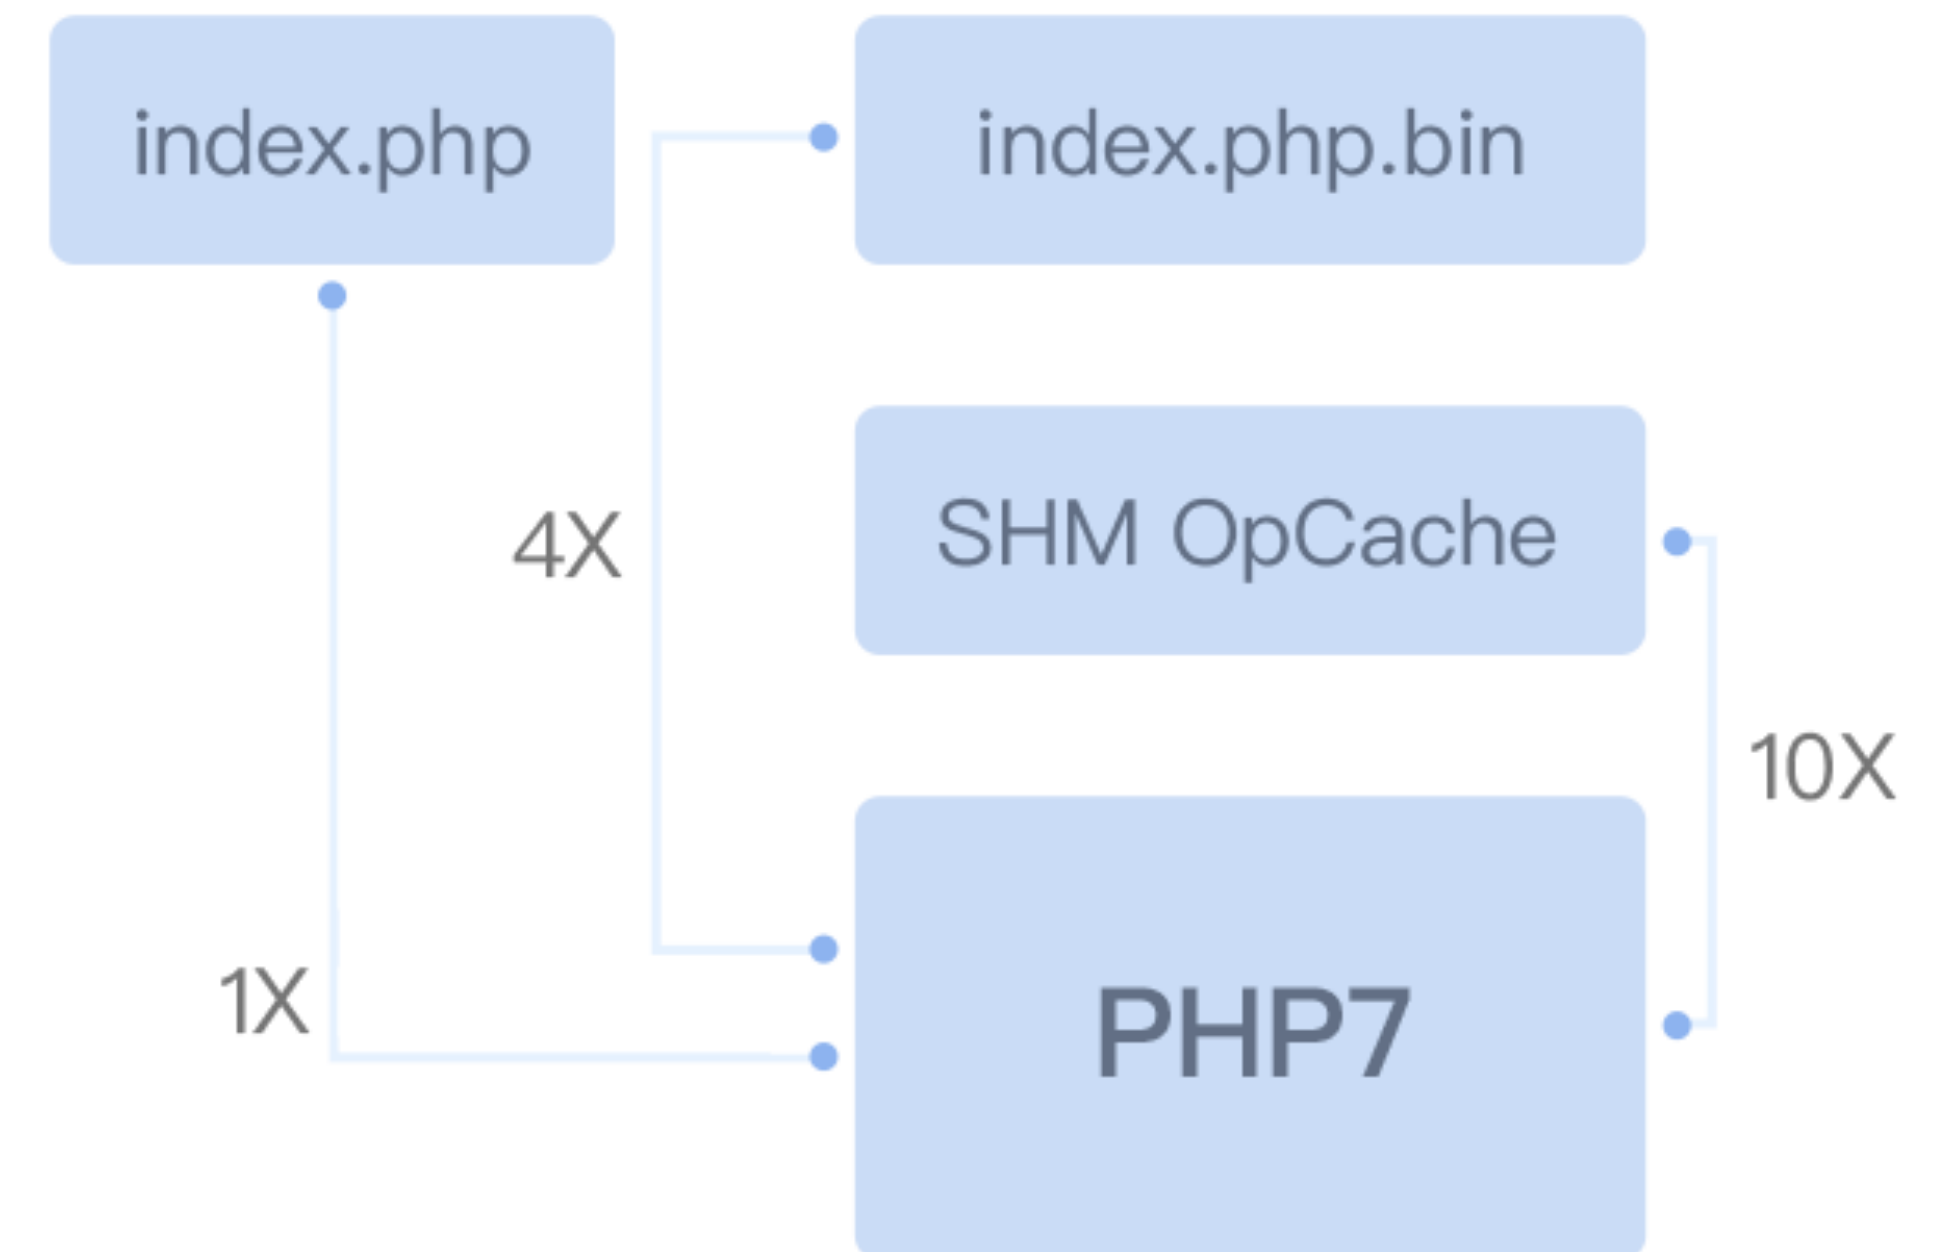 index.php
index.php.bin
4X
SHM OpCache
10X
1X
PHP7